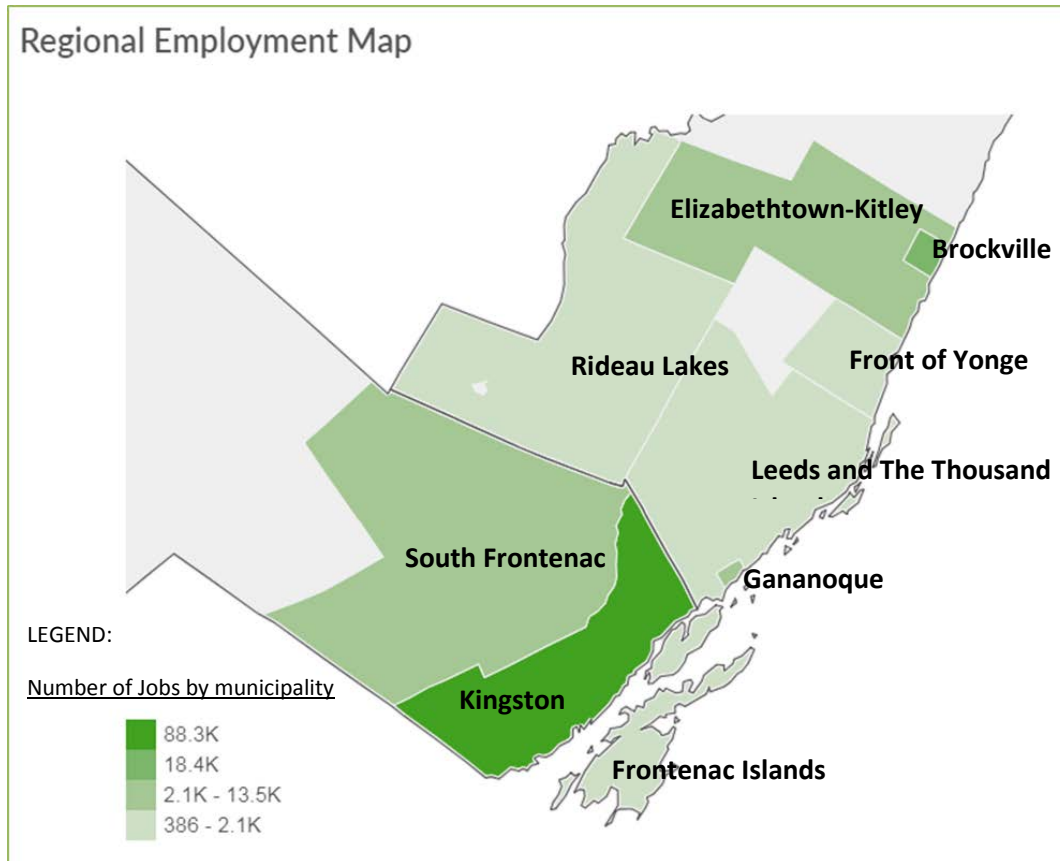 Regional Employment Map
Elizabethtown-Kitley
Brockville
Rideau Lakes
Front of Yonge
Leeds and The Thousand
South Frontenac
Gananoque
LEGEND:
Number of Jobs by municipality
Kingston
88.3K
18.4K
2.1K - 13.5K
386 - 2.1K
Frontenac Islands